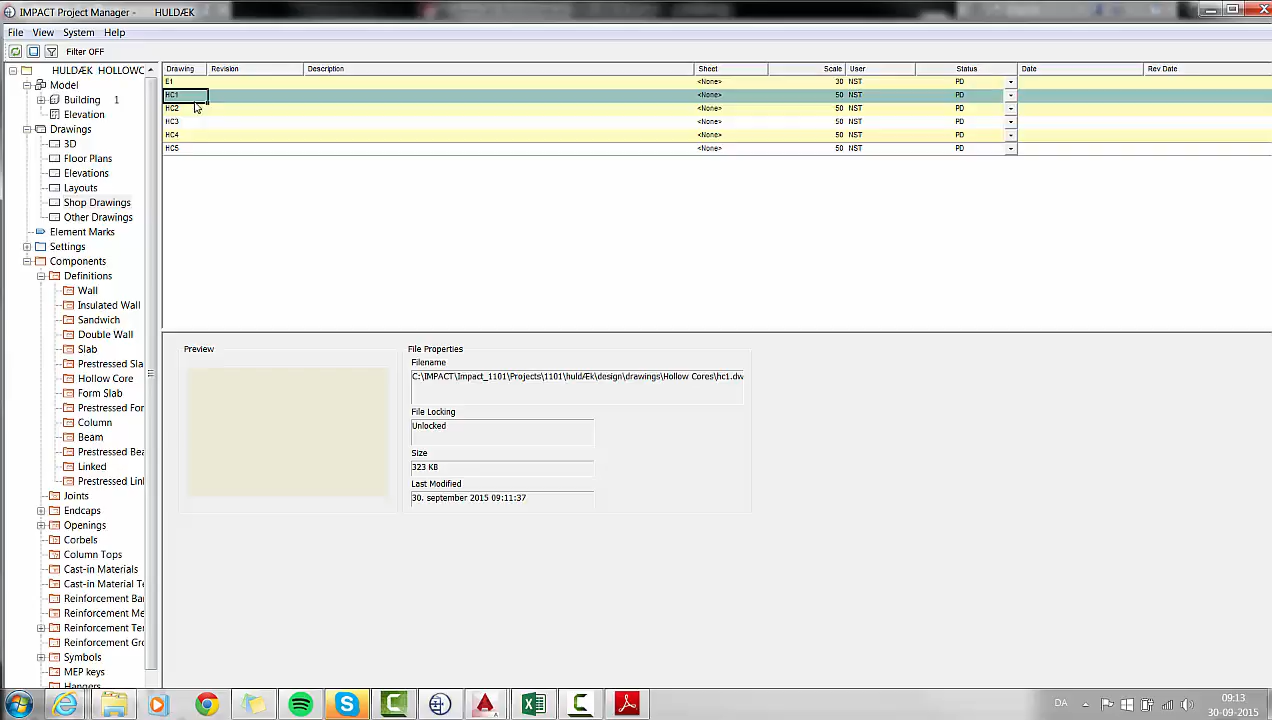 IMPACT Project Manager - HULDÆK
File View System Help
Filter OFF
HULDÆK HOLLOWC
Model
Building 1
Elevation
Drawings
3D
Floor Plans
Elevations
Layouts
Shop Drawings
Other Drawings
Element Marks
Settings
Components
Definitions
Wall
Insulated Wall
Sandwich
Double Wall
Slab
Prestressed Sla
Hollow Core
Form Slab
Prestressed For
Column
Beam
Prestressed Bea
Linked
Prestressed Lin
Joints
Endcaps
Openings
Corbels
Column Tops
Cast-in Materials
Cast-in Material Te
Reinforcement Ba
Reinforcement Me
Reinforcement Te
Reinforcement Gro
Symbols
MEP keys
Hangers
Drawing Revision Description Sheet Scale User Status Date Rev Date
E1 <None> 30 NST PD
HC1 <None> 50 NST PD
HC2 <None> 50 NST PD
HC3 <None> 50 NST PD
HC4 <None> 50 NST PD
HC5 <None> 50 NST PD
Preview
File Properties
Filename
C:\IMPACT\Impact_1101\Projects\1101\huldÆk\design\drawings\Hollow Cores\hc1.dw
File Locking
Unlocked
Size
323 KB
Last Modified
30. september 2015 09:11:37
DA
09:13
30-09-2015